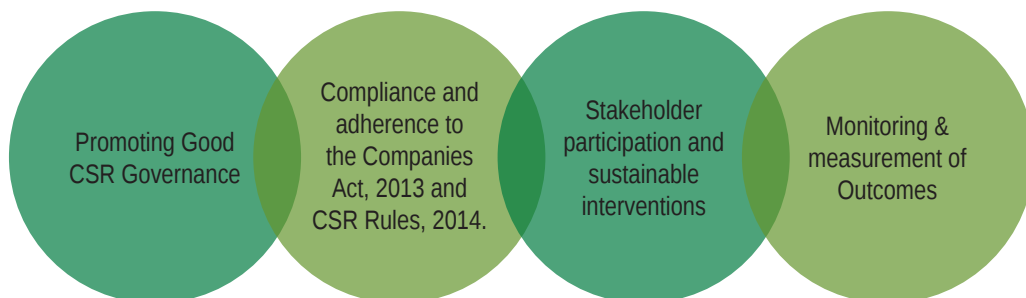 Promoting Good
CSR Governance
Compliance and
adherence to
the Companies
Act, 2013 and
CSR Rules, 2014.
Stakeholder
participation and
sustainable
interventions
Monitoring &
measurement of
Outcomes